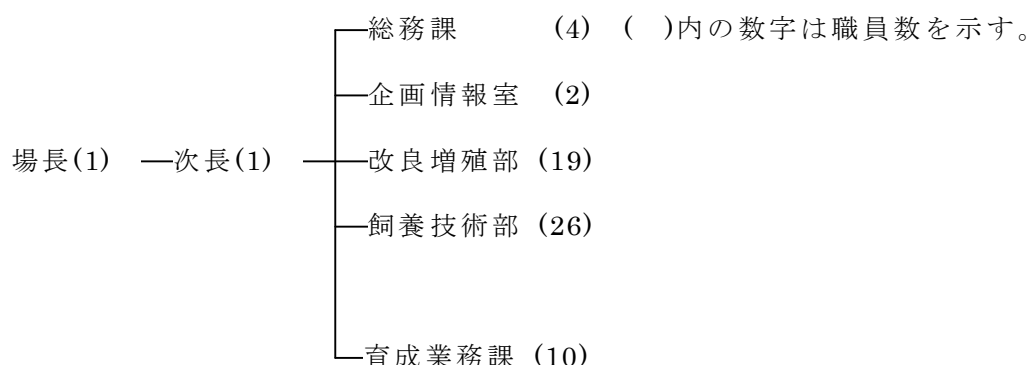 総務課 (4) ( )内の数字は職員数を示す。
企画情報室 (2)
場長(1) 次長(1) 改良増殖部 (19)
飼養技術部 (26)
育成業務課 (10)